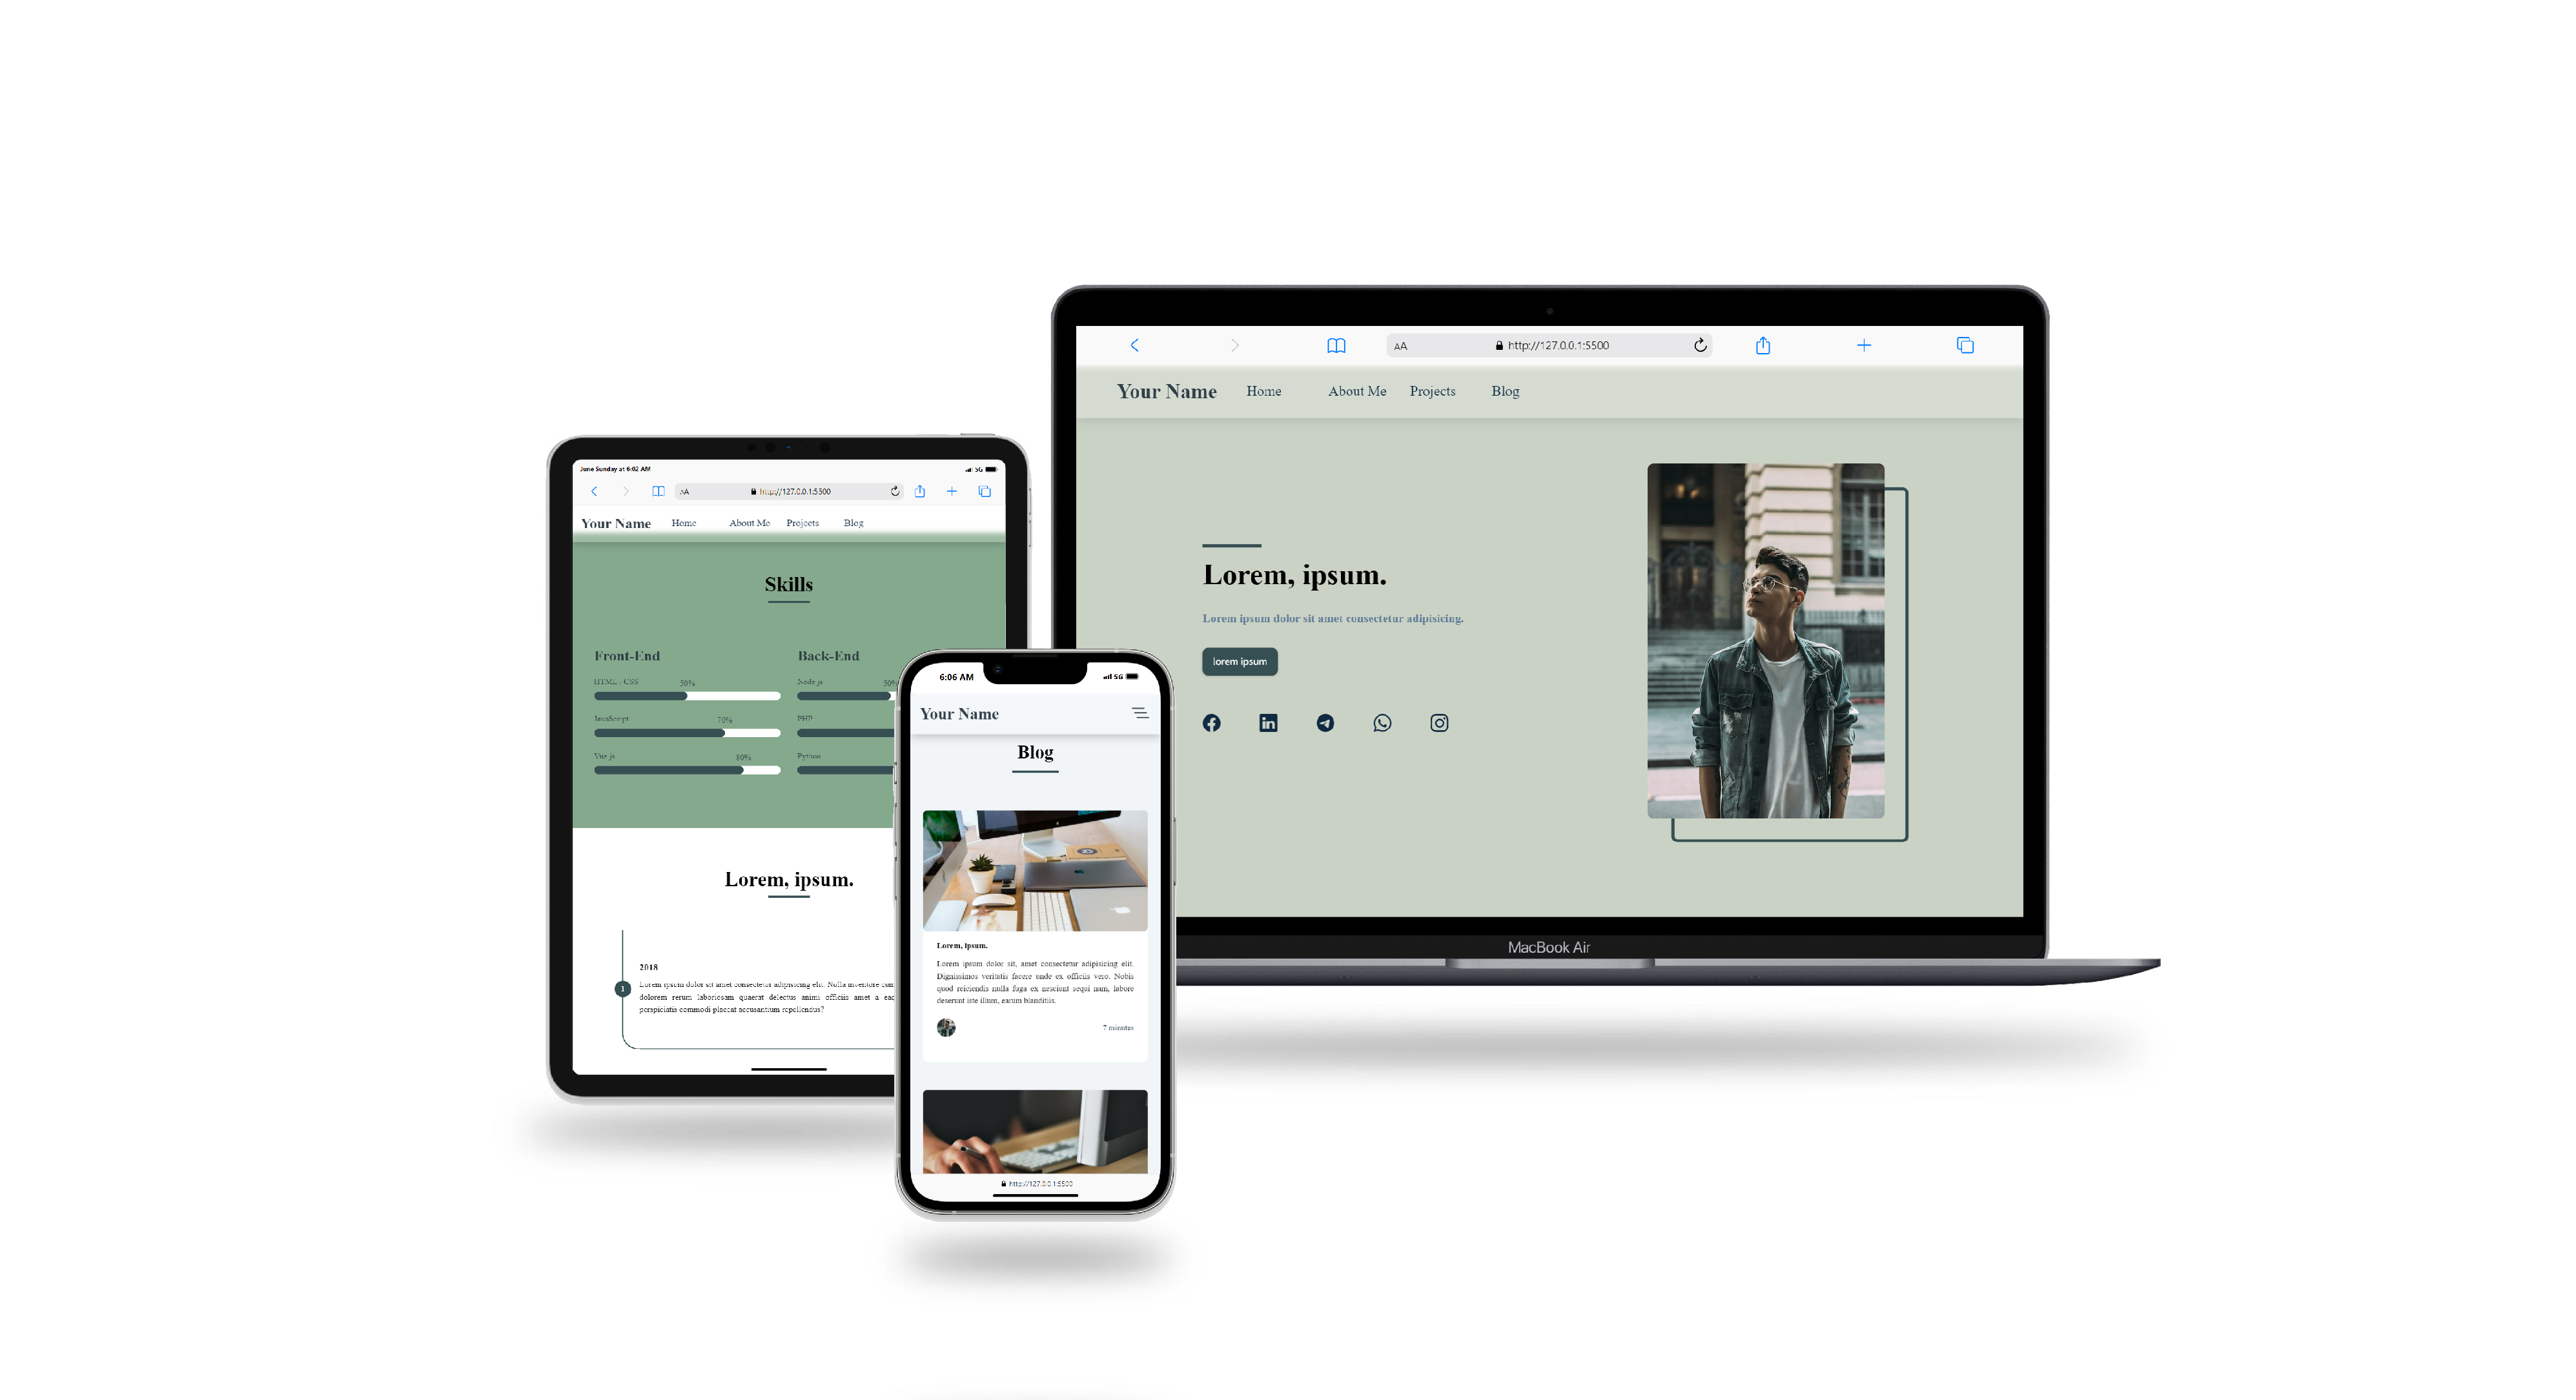 http://127.0.0.1:5500
AA
Your Name Home About Me Projects Blog
Lorem, ipsum.
Lorem ipsum dolor sit amet consectetur adipisicing.
lorem ipsum
MacBook Air
June Sunday at 6:02 AM
5G
AA http://127.0.0.1:5500
Your Name Home About Me Projects Blog
Skills
Front-End Back-End
HTML : CSS 50% Node.js 50%
JavaScript 70% PHP
Vue.js 80% Python
Lorem, ipsum.
2018
1
Lorem ipsum dolor sit amet consectetur adipisicing elit. Nulla inventore
dolorem rerum laboriosam quaerat delectus animi officiis amet a
perspiciatis commodi placeat accusantium repellendus?
6:06 AM 5G
Your Name
Blog
Lorem, ipsum.
Lorem ipsum dolor sit, amet consectetur adipisicing elit.
Dignissimos veritatis facere unde ex officiis vero. Nobis
quod reiciendis nulla fuga ex nesciunt sequi nam, labore
deserunt iste illum, earum blanditiis.
7 minutes
http://127.0.0.1:5500